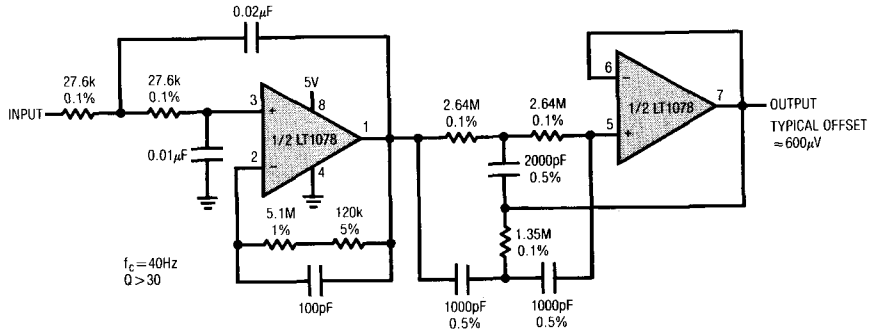 0.02µF
27.6k
0.1%
27.6k
0.1%
5V
INPUT
3
8
+
1/2 LT1078
1
0.01µF
2
−
4
5.1M
1%
120k
5%
100pF
f_c = 40Hz
Q > 30
2.64M
0.1%
2.64M
0.1%
2000pF
0.5%
1.35M
0.1%
1000pF
0.5%
1000pF
0.5%
6
−
7
1/2 LT1078
5
+
OUTPUT
TYPICAL OFFSET
≈600µV